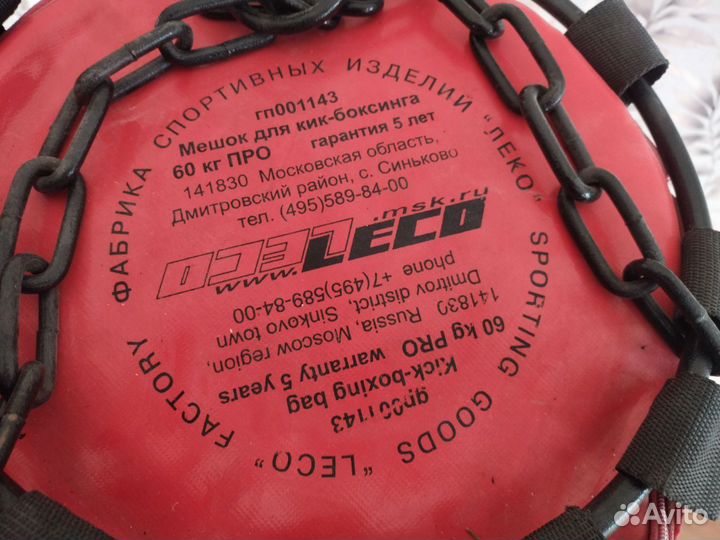 ФАБРИКА СПОРТИВНЫХ ИЗДЕЛИЙ "ЛЕКО"
гп001143
Мешок для кик-боксинга
60 кг ПРО гарантия 5 лет
141830 Московская область,
Дмитровский район, с. Синьково
тел. (495)589-84-00
www.LECO.msk.ru
LECO
SPORTING GOODS "LECO" FACTORY
gp001143
Kick-boxing bag
60 kg PRO warranty 5 years
141830 Russia, Moscow region,
Dmitrov district, Sinkovo town
phone +7(495)589-84-00
Avito